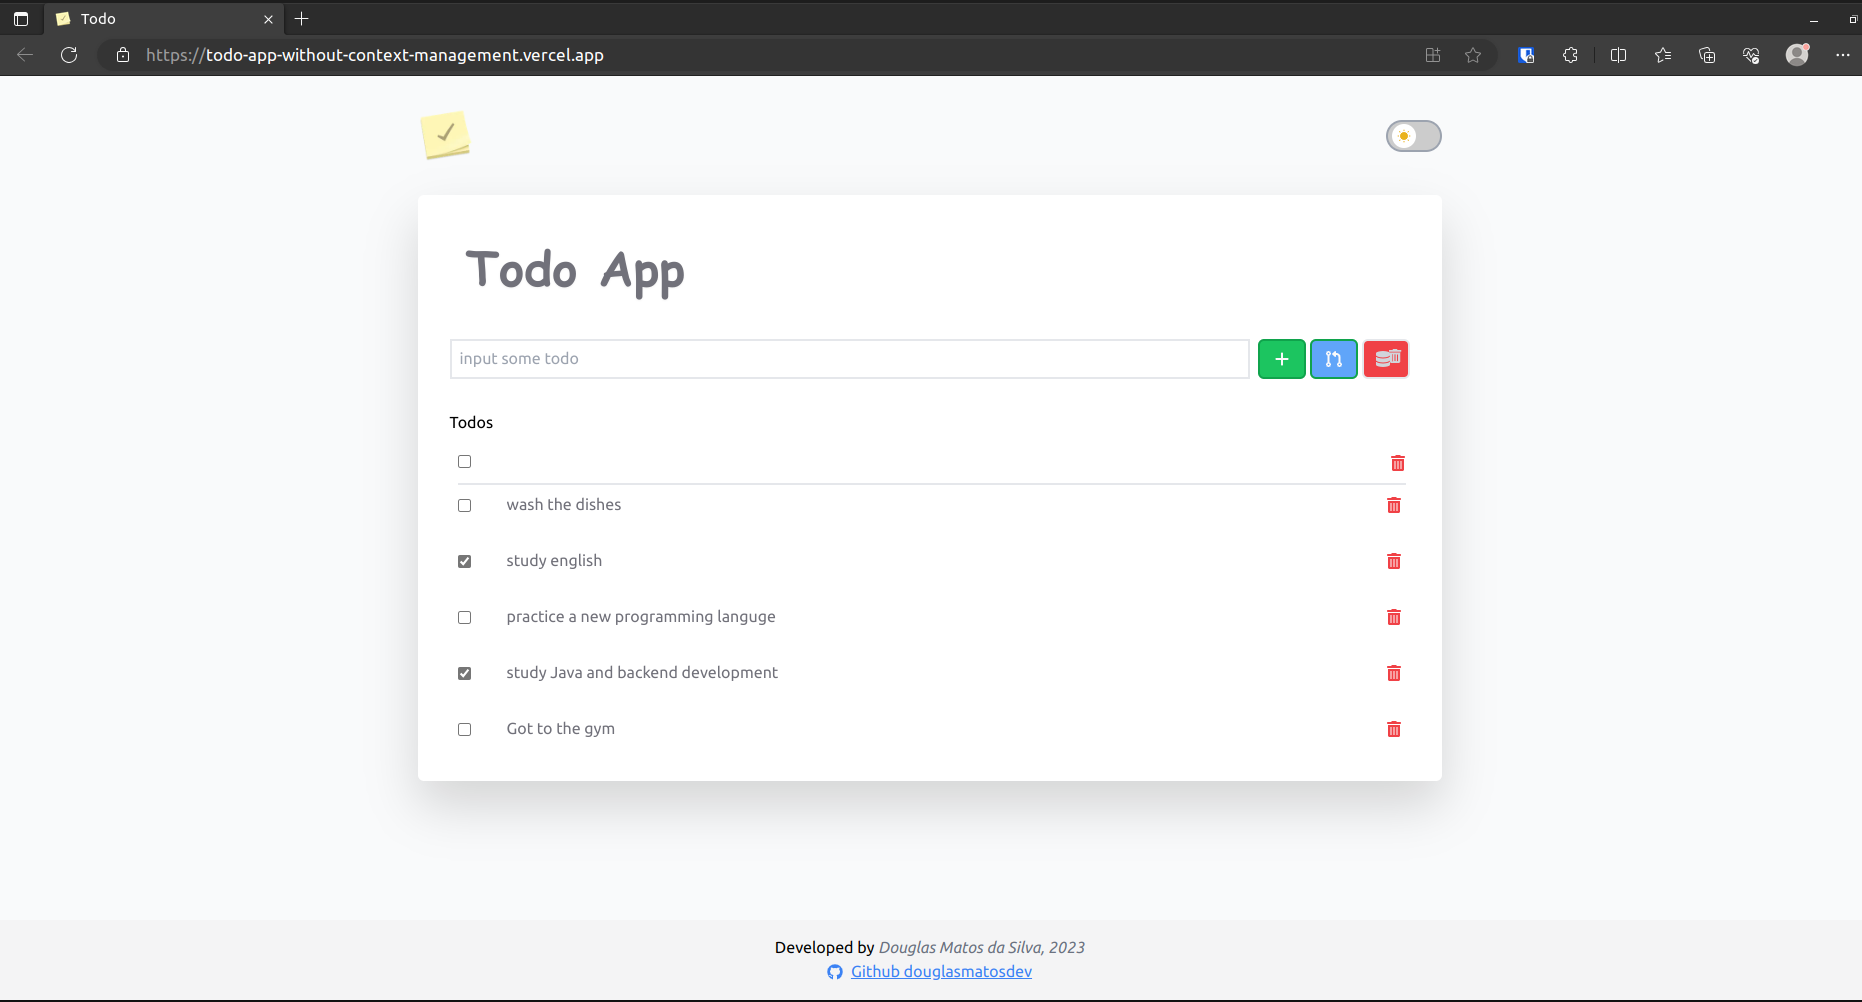 Todo
https://todo-app-without-context-management.vercel.app
Todo App
input some todo
Todos
wash the dishes
study english
practice a new programming languge
study Java and backend development
Got to the gym
Developed by Douglas Matos da Silva, 2023
Github douglasmatosdev